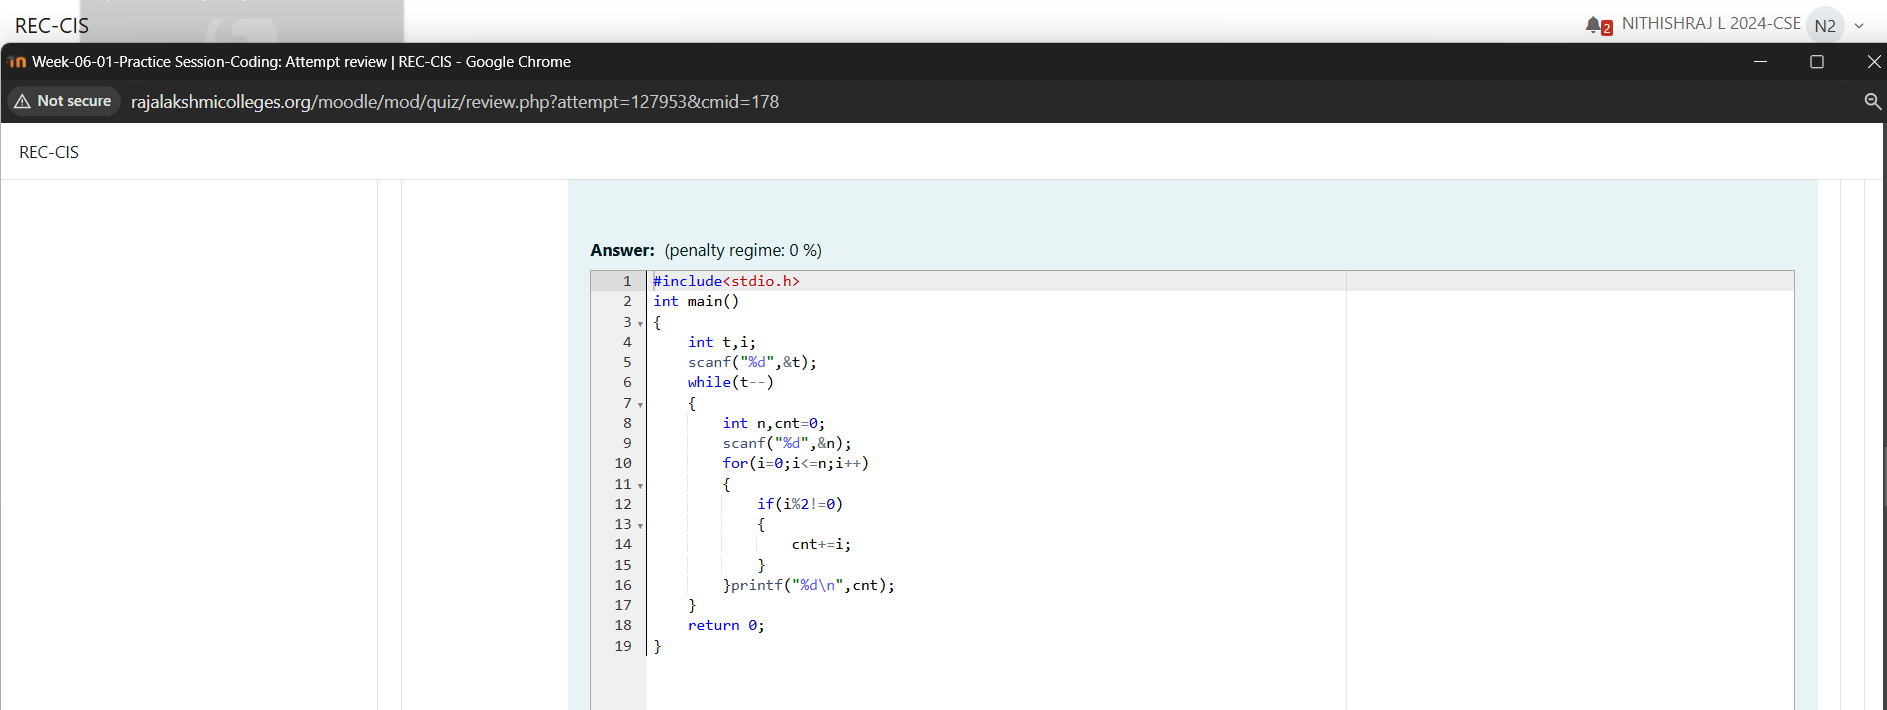 REC-CIS
2 NITHISHRAJ L 2024-CSE N2
Week-06-01-Practice Session-Coding: Attempt review | REC-CIS - Google Chrome
Not secure rajalakshmicolleges.org/moodle/mod/quiz/review.php?attempt=127953&cmid=178
REC-CIS
Answer: (penalty regime: 0 %)
1 #include<stdio.h>
2 int main()
3 {
4 int t,i;
5 scanf("%d",&t);
6 while(t--)
7 {
8 int n,cnt=0;
9 scanf("%d",&n);
10 for(i=0;i<=n;i++)
11 {
12 if(i%2!=0)
13 {
14 cnt+=i;
15 }
16 }printf("%d\n",cnt);
17 }
18 return 0;
19 }